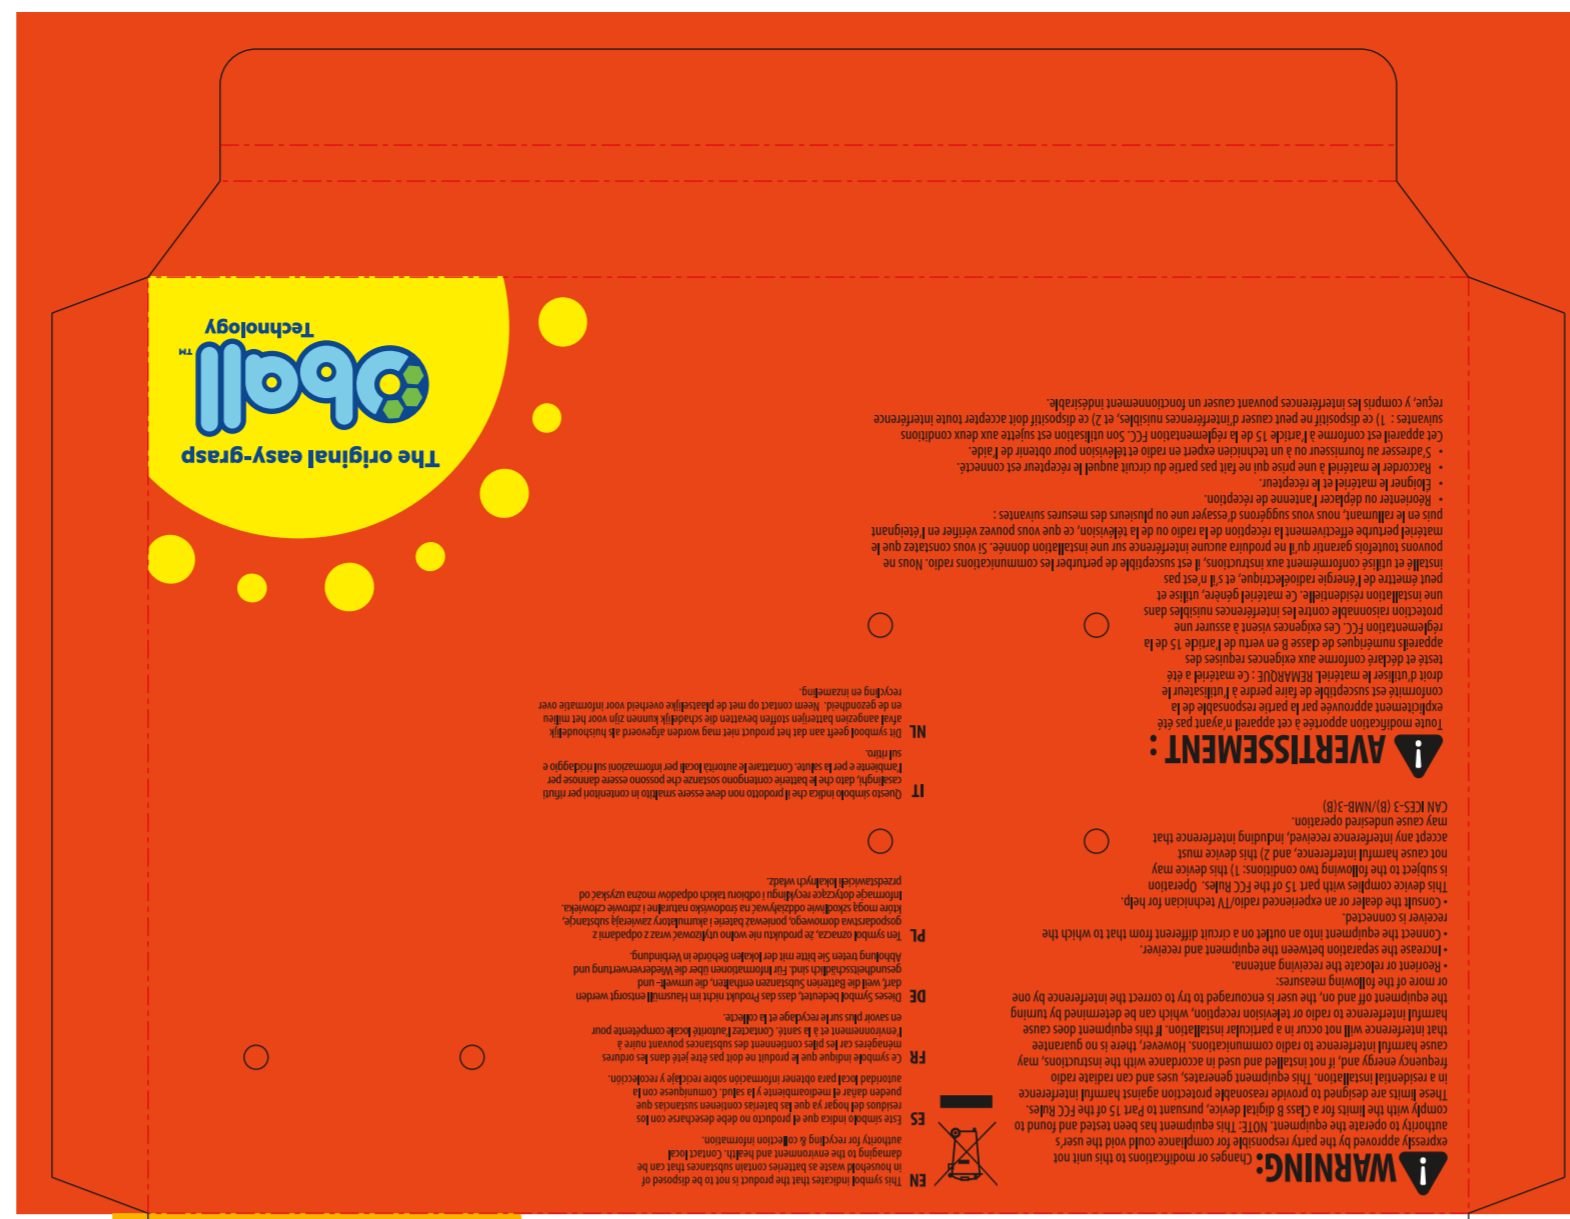 WARNING: Changes or modifications to this unit not
expressly approved by the party responsible for compliance could void the user's
authority to operate the equipment. NOTE: This equipment has been tested and found to
comply with the limits for a Class B digital device, pursuant to Part 15 of the FCC Rules.
These limits are designed to provide reasonable protection against harmful interference
in a residential installation. This equipment generates, uses and can radiate radio
frequency energy and, if not installed and used in accordance with the instructions, may
cause harmful interference to radio communications. However, there is no guarantee
that interference will not occur in a particular installation. If this equipment does cause
harmful interference to radio or television reception, which can be determined by turning
the equipment off and on, the user is encouraged to try to correct the interference by one
or more of the following measures:
• Reorient or relocate the receiving antenna.
• Increase the separation between the equipment and receiver.
• Connect the equipment into an outlet on a circuit different from that to which the
receiver is connected.
• Consult the dealer or an experienced radio/TV technician for help.
This device complies with part 15 of the FCC Rules. Operation
is subject to the following two conditions: 1) this device may
not cause harmful interference, and 2) this device must
accept any interference received, including interference that
may cause undesired operation.
CAN ICES-3 (B)/NMB-3(B)
AVERTISSEMENT :
Toute modification apportée à cet appareil n'ayant pas été
explicitement approuvée par la partie responsable de la
conformité est susceptible de faire perdre à l'utilisateur le
droit d'utiliser le matériel. REMARQUE : Ce matériel a été
testé et déclaré conforme aux exigences requises des
appareils numériques de classe B en vertu de l'article 15 de la
réglementation FCC. Ces exigences visent à assurer une
protection raisonnable contre les interférences nuisibles dans
une installation résidentielle. Ce matériel génère, utilise et
peut émettre de l'énergie radioélectrique, et s'il n'est pas
installé et utilisé conformément aux instructions, il est susceptible de perturber les communications radio. Nous ne
pouvons toutefois garantir qu'il ne produira aucune interférence sur une installation donnée. Si vous constatez que le
matériel perturbe effectivement la réception de la radio ou de la télévision, ce que vous pouvez vérifier en l'éteignant
puis en le rallumant, nous vous suggérons d'essayer une ou plusieurs des mesures suivantes :
• Réorienter ou déplacer l'antenne de réception.
• Éloigner le matériel et le récepteur.
• Raccorder le matériel à une prise qui ne fait pas partie du circuit auquel le récepteur est connecté.
• S'adresser au fournisseur ou à un technicien expert en radio et télévision pour obtenir de l'aide.
Cet appareil est conforme à l'article 15 de la réglementation FCC. Son utilisation est sujette aux deux conditions
suivantes : 1) ce dispositif ne peut causer d'interférences nuisibles, et 2) ce dispositif doit accepter toute interférence
reçue, y compris les interférences pouvant causer un fonctionnement indésirable.
EN This symbol indicates that the product is not to be disposed of
in household waste as batteries contain substances that can be
damaging to the environment and health. Contact local
authority for recycling & collection information.
ES Este símbolo indica que el producto no debe desecharse con los
residuos del hogar ya que las baterías contienen sustancias que
pueden dañar el medioambiente y la salud. Comuníquese con la
autoridad local para obtener información sobre reciclaje y recolección.
FR Ce symbole indique que le produit ne doit pas être jeté dans les ordures
ménagères car les piles contiennent des substances pouvant nuire à
l'environnement et à la santé. Contactez l'autorité locale compétente pour
en savoir plus sur le recyclage et la collecte.
DE Dieses Symbol bedeutet, dass das Produkt nicht im Hausmüll entsorgt werden
darf, weil die Batterien Substanzen enthalten, die umwelt- und
gesundheitsschädlich sind. Für Informationen über die Wiederverwertung und
Abholung treten Sie bitte mit der lokalen Behörde in Verbindung.
PL Ten symbol oznacza, że produktu nie wolno utylizować wraz z odpadami z
gospodarstwa domowego, ponieważ baterie i akumulatory zawierają substancje,
które mogą szkodliwie oddziaływać na środowisko naturalne i zdrowie człowieka.
Informacje dotyczące recyklingu i odbioru takich odpadów można uzyskać od
przedstawicieli lokalnych władz.
IT Questo simbolo indica che il prodotto non deve essere smaltito in contenitori per rifiuti
casalinghi, dato che le batterie contengono sostanze che possono essere dannose per
l'ambiente e per la salute. Contattare le autorità locali per informazioni sul riciclaggio e
sul ritiro.
NL Dit symbool geeft aan dat het product niet mag worden afgevoerd als huishoudelijk
afval aangezien batterijen stoffen bevatten die schadelijk kunnen zijn voor het milieu
en de gezondheid. Neem contact op met de plaatselijke overheid voor informatie over
recycling en inzameling.
The original easy-grasp
Oball™
Technology